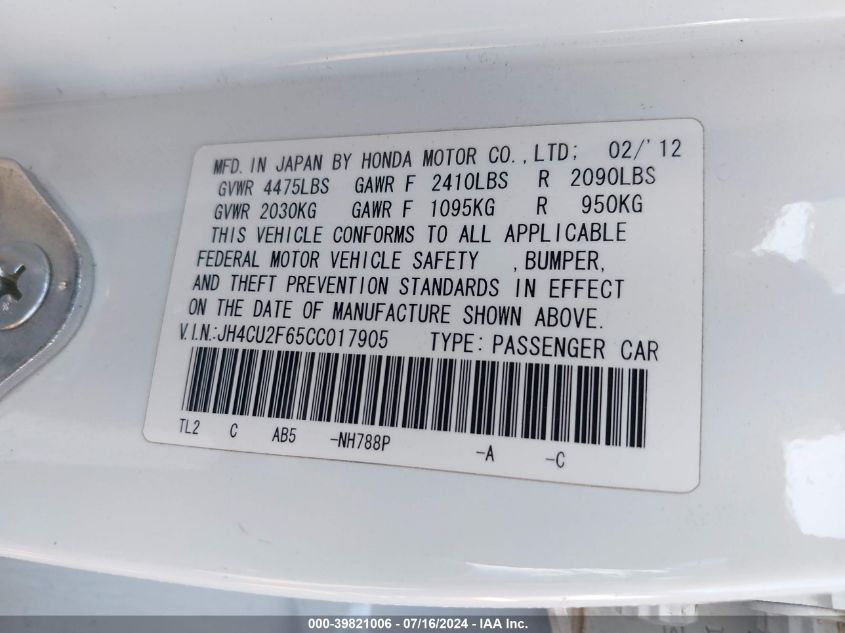 MFD. IN JAPAN BY HONDA MOTOR CO., LTD; 02/'12
GVWR 4475LBS GAWR F 2410LBS R 2090LBS
GVWR 2030KG GAWR F 1095KG R 950KG
THIS VEHICLE CONFORMS TO ALL APPLICABLE
FEDERAL MOTOR VEHICLE SAFETY , BUMPER,
AND THEFT PREVENTION STANDARDS IN EFFECT
ON THE DATE OF MANUFACTURE SHOWN ABOVE.
V.I.N.:JH4CU2F65CC017905 TYPE: PASSENGER CAR
TL2 C AB5 -NH788P -A -C
000-39821006 - 07/16/2024 - IAA Inc.